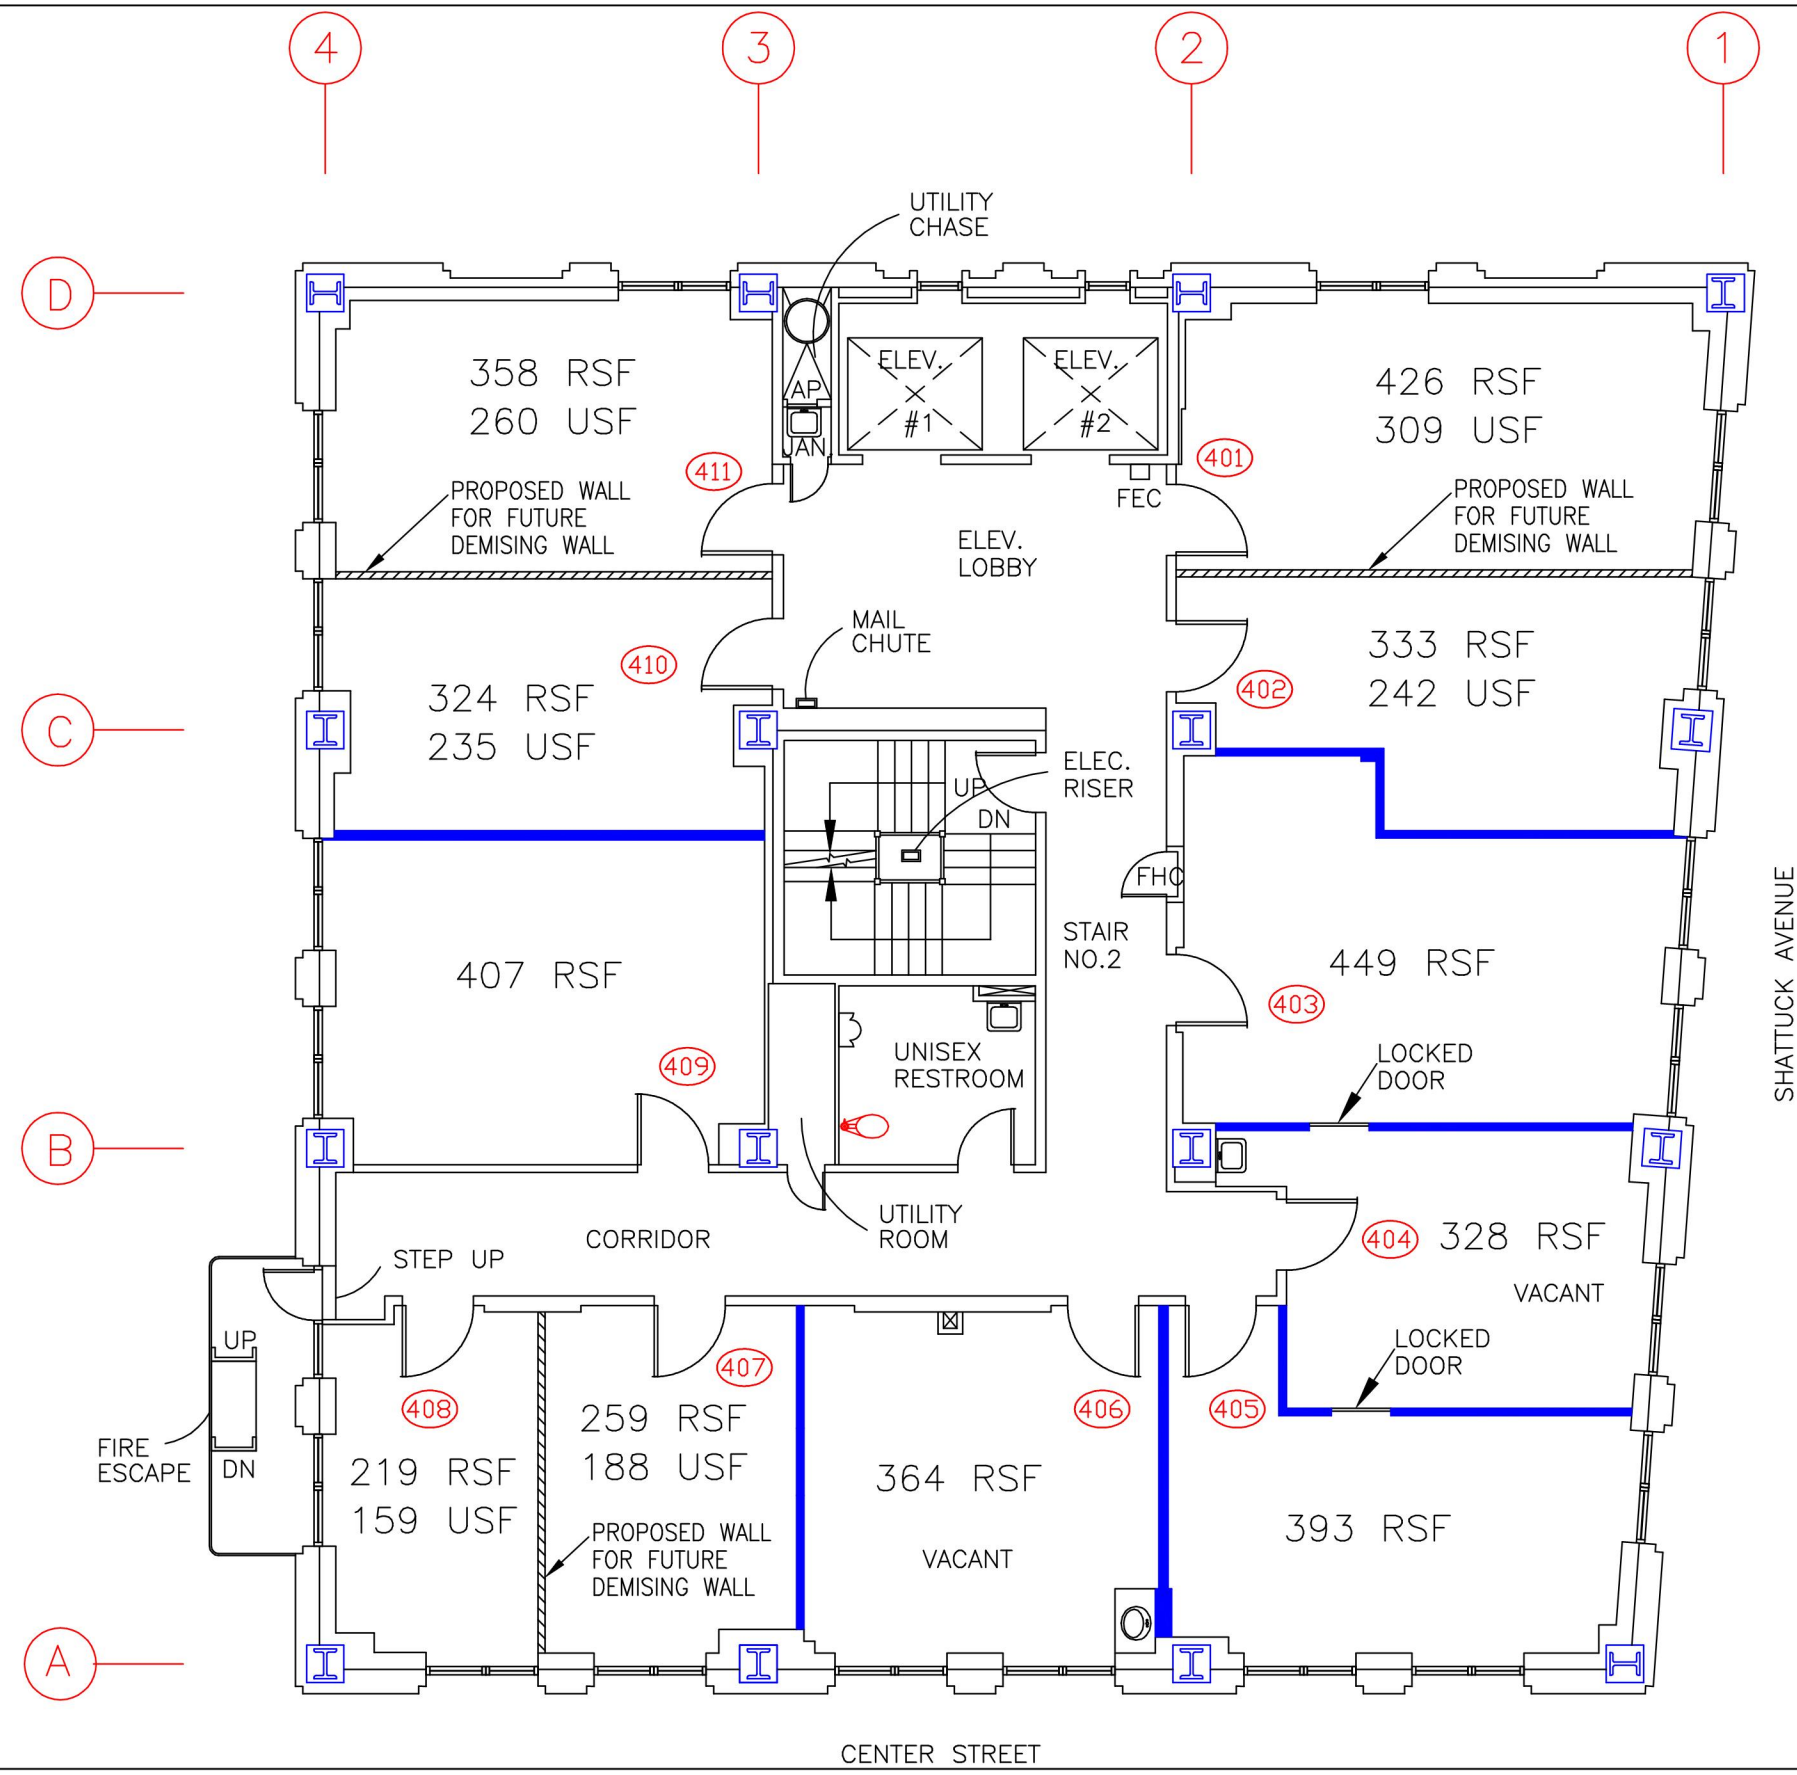 4
3
2
1
UTILITY
CHASE
D
358 RSF
260 USF
ELEV.
#1
ELEV.
#2
AP
JAN.
426 RSF
309 USF
411
401
FEC
PROPOSED WALL
FOR FUTURE
DEMISING WALL
PROPOSED WALL
FOR FUTURE
DEMISING WALL
ELEV.
LOBBY
MAIL
CHUTE
410
324 RSF
235 USF
333 RSF
242 USF
402
C
UP
DN
ELEC.
RISER
FHC
STAIR
NO.2
SHATTUCK AVENUE
407 RSF
449 RSF
403
409
UNISEX
RESTROOM
LOCKED
DOOR
B
UTILITY
ROOM
CORRIDOR
STEP UP
404
328 RSF
VACANT
UP
DN
FIRE
ESCAPE
LOCKED
DOOR
408
407
406
405
219 RSF
159 USF
259 RSF
188 USF
364 RSF
VACANT
393 RSF
PROPOSED WALL
FOR FUTURE
DEMISING WALL
A
CENTER STREET